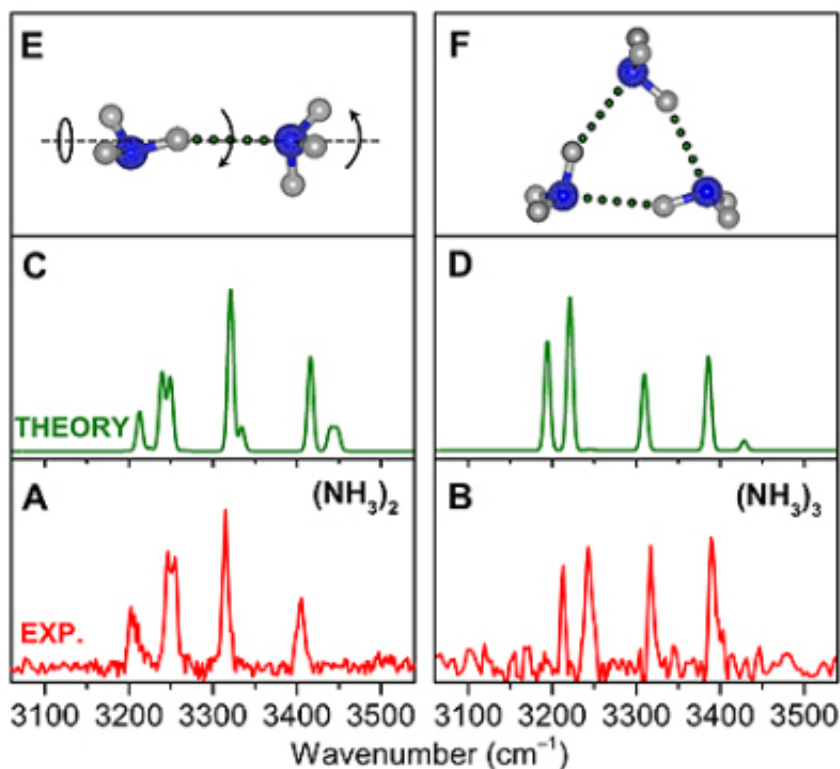 E
F
C
D
THEORY
A
(NH₃)₂
B
(NH₃)₃
EXP.
3100 3200 3300 3400 3500
3100 3200 3300 3400 3500
Wavenumber (cm⁻¹)